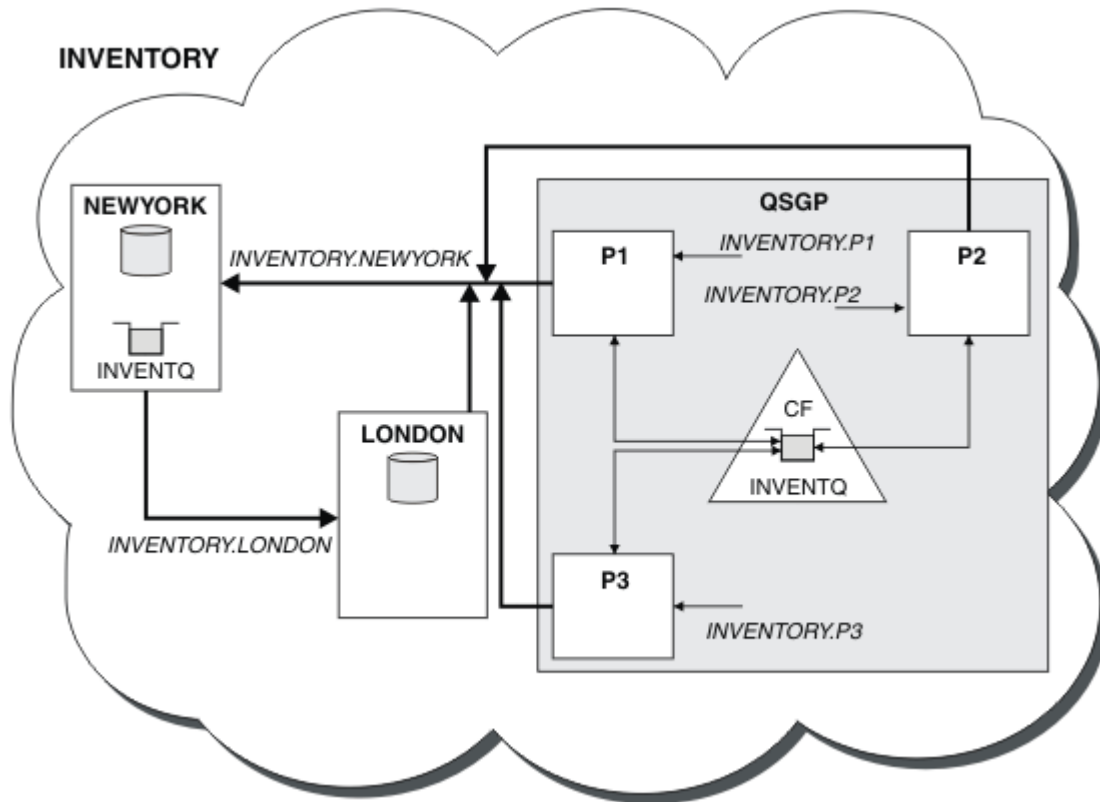 INVENTORY
NEWYORK
INVENTQ
INVENTORY.NEWYORK
INVENTORY.LONDON
LONDON
QSGP
P1
INVENTORY.P1
P2
INVENTORY.P2
CF
INVENTQ
P3
INVENTORY.P3